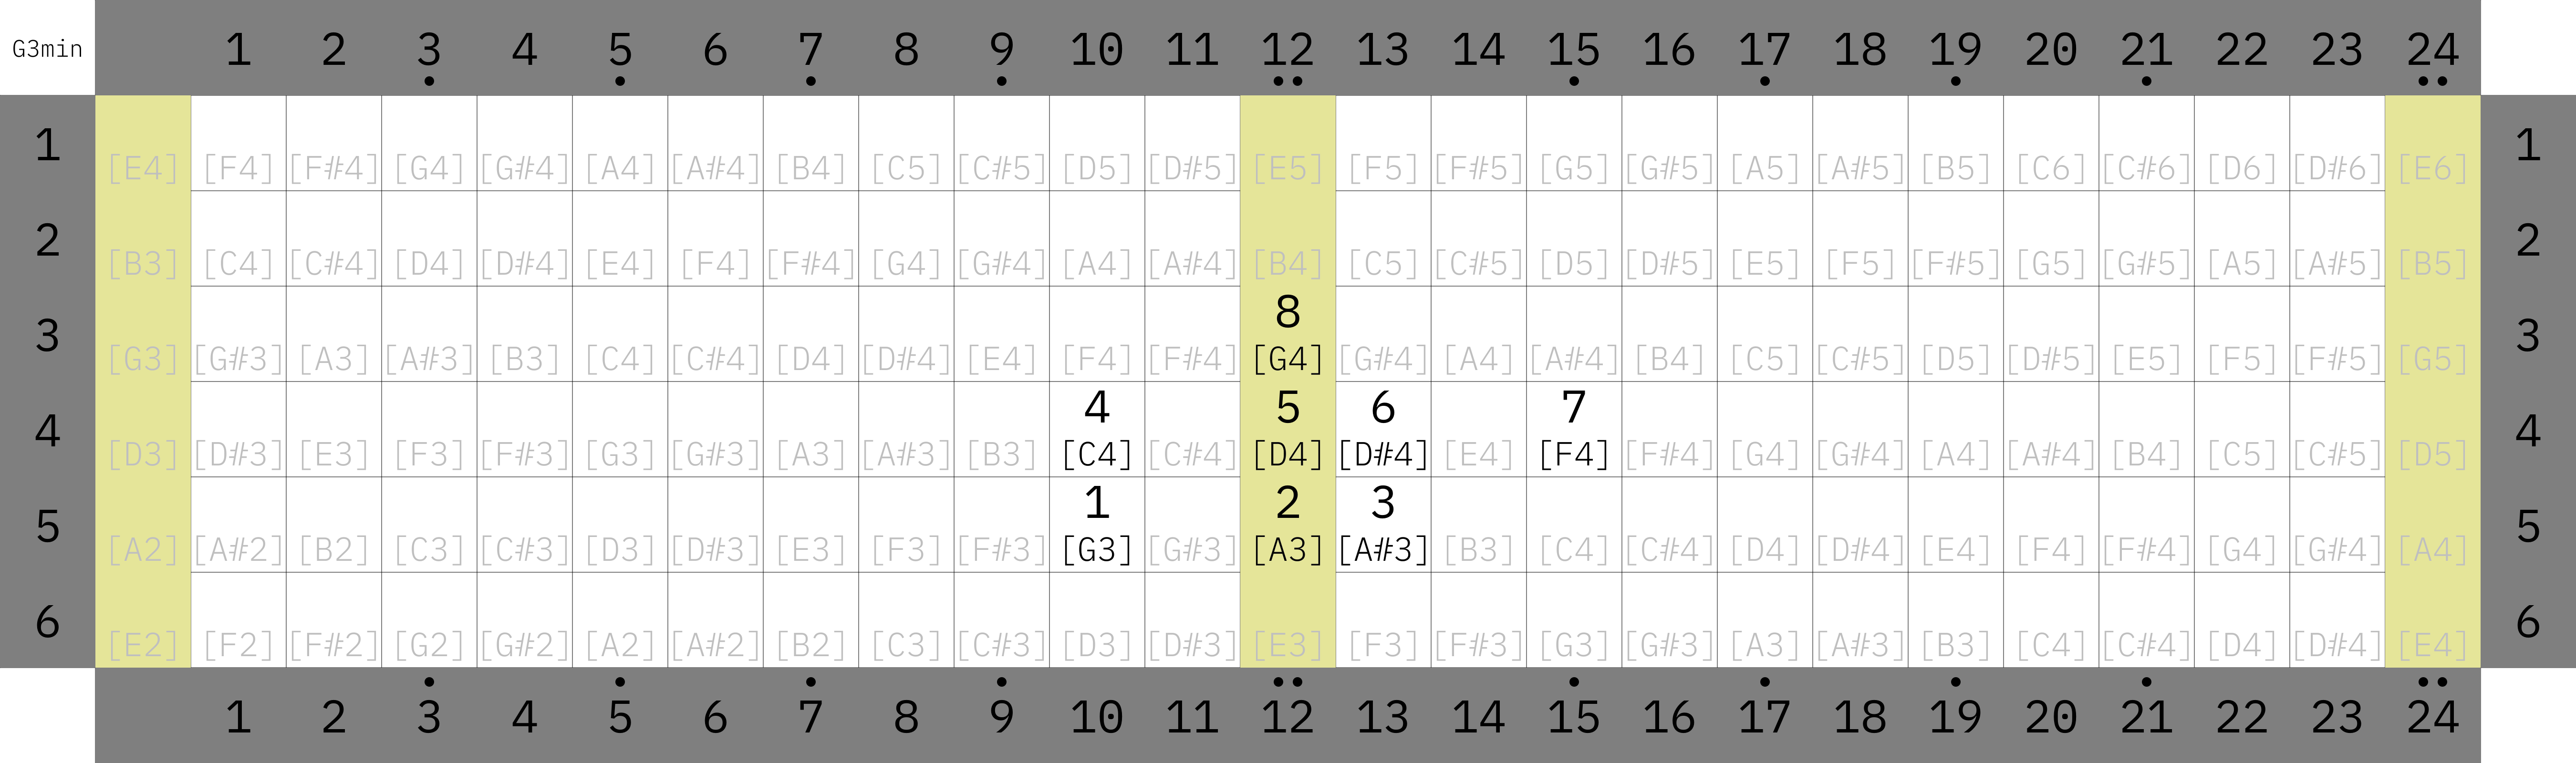 G3min 1 2 3 4 5 6 7 8 9 10 11 12 13 14 15 16 17 18 19 20 21 22 23 24
1 [E4] [F4] [F#4] [G4] [G#4] [A4] [A#4] [B4] [C5] [C#5] [D5] [D#5] [E5] [F5] [F#5] [G5] [G#5] [A5] [A#5] [B5] [C6] [C#6] [D6] [D#6] [E6] 1
2 [B3] [C4] [C#4] [D4] [D#4] [E4] [F4] [F#4] [G4] [G#4] [A4] [A#4] [B4] [C5] [C#5] [D5] [D#5] [E5] [F5] [F#5] [G5] [G#5] [A5] [A#5] [B5] 2
8
3 [G3] [G#3] [A3] [A#3] [B3] [C4] [C#4] [D4] [D#4] [E4] [F4] [F#4] [G4] [G#4] [A4] [A#4] [B4] [C5] [C#5] [D5] [D#5] [E5] [F5] [F#5] [G5] 3
4 5 6 7
4 [D3] [D#3] [E3] [F3] [F#3] [G3] [G#3] [A3] [A#3] [B3] [C4] [C#4] [D4] [D#4] [E4] [F4] [F#4] [G4] [G#4] [A4] [A#4] [B4] [C5] [C#5] [D5] 4
1 2 3
5 [A2] [A#2] [B2] [C3] [C#3] [D3] [D#3] [E3] [F3] [F#3] [G3] [G#3] [A3] [A#3] [B3] [C4] [C#4] [D4] [D#4] [E4] [F4] [F#4] [G4] [G#4] [A4] 5
6 [E2] [F2] [F#2] [G2] [G#2] [A2] [A#2] [B2] [C3] [C#3] [D3] [D#3] [E3] [F3] [F#3] [G3] [G#3] [A3] [A#3] [B3] [C4] [C#4] [D4] [D#4] [E4] 6
1 2 3 4 5 6 7 8 9 10 11 12 13 14 15 16 17 18 19 20 21 22 23 24